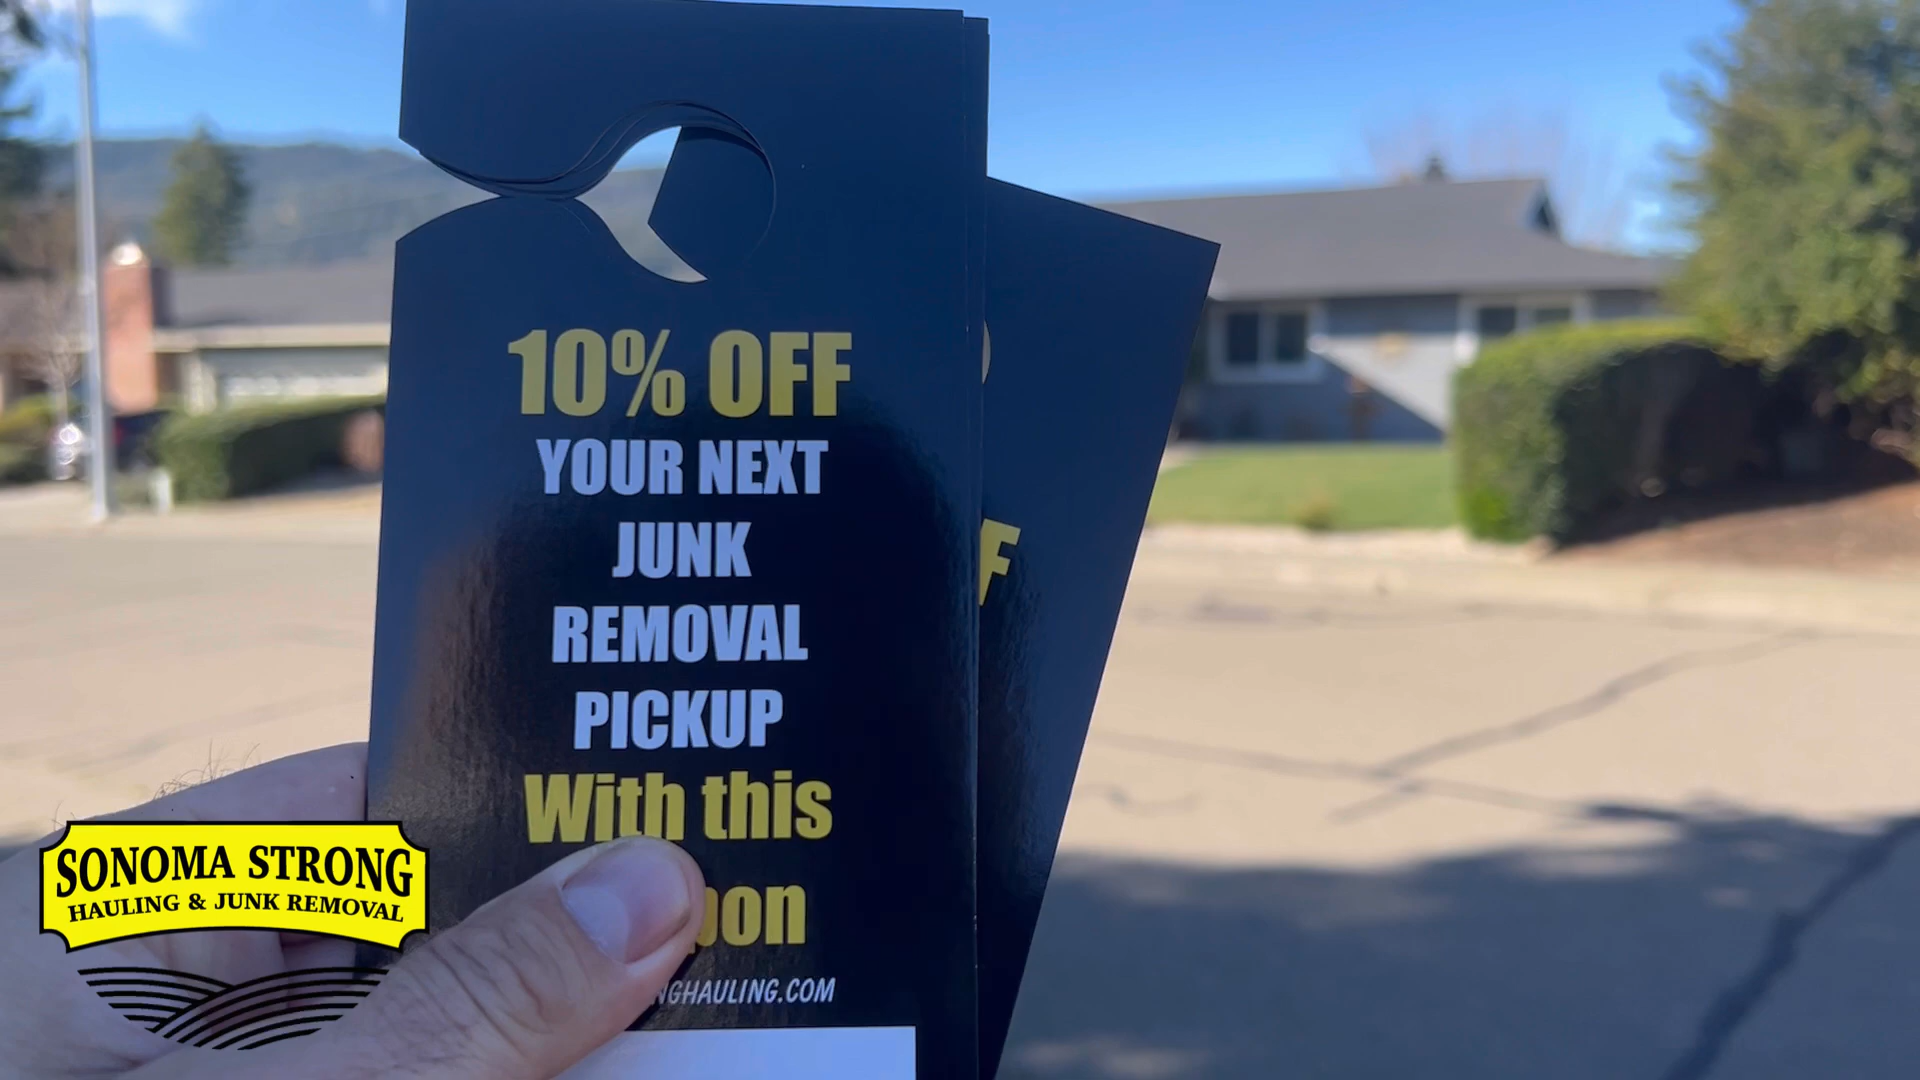 10% OFF
YOUR NEXT
JUNK
REMOVAL
PICKUP
With this
F
SONOMA STRONG
HAULING & JUNK REMOVAL